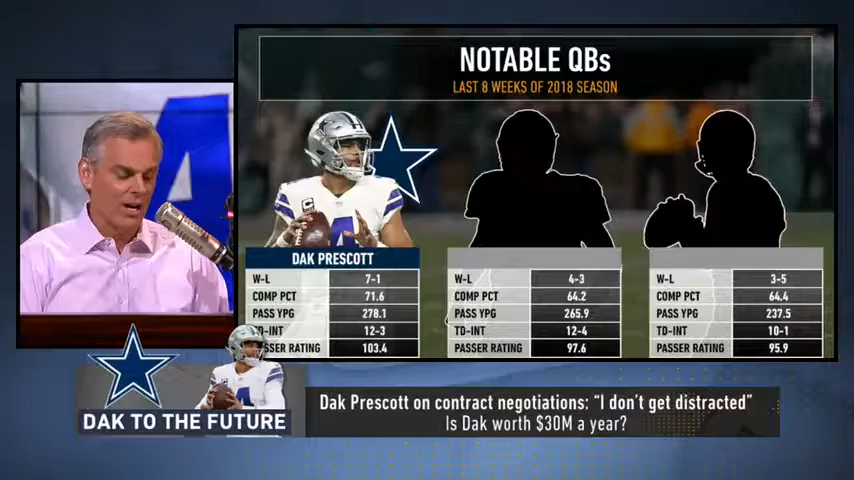 NOTABLE QBs
LAST 8 WEEKS OF 2018 SEASON
DAK PRESCOTT
W-L 7-1
COMP PCT 71.6
PASS YPG 278.1
TD-INT 12-3
PASSER RATING 103.4
W-L 4-3
COMP PCT 64.2
PASS YPG 265.9
TD-INT 12-4
PASSER RATING 97.6
W-L 3-5
COMP PCT 64.4
PASS YPG 237.5
TD-INT 10-1
PASSER RATING 95.9
DAK TO THE FUTURE
Dak Prescott on contract negotiations: “I don’t get distracted”
Is Dak worth $30M a year?